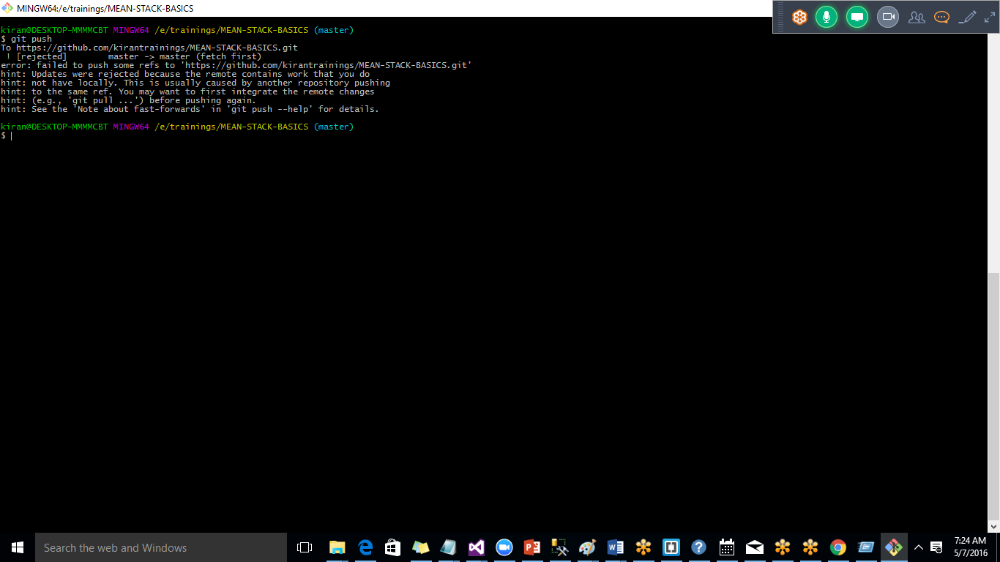 MINGW64:/e/trainings/MEAN-STACK-BASICS
kiran@DESKTOP-MMMMCBT MINGW64 /e/trainings/MEAN-STACK-BASICS (master)
$ git push
To https://github.com/kirantrainings/MEAN-STACK-BASICS.git
 ! [rejected]        master -> master (fetch first)
error: failed to push some refs to 'https://github.com/kirantrainings/MEAN-STACK-BASICS.git'
hint: Updates were rejected because the remote contains work that you do
hint: not have locally. This is usually caused by another repository pushing
hint: to the same ref. You may want to first integrate the remote changes
hint: (e.g., 'git pull ...') before pushing again.
hint: See the 'Note about fast-forwards' in 'git push --help' for details.
kiran@DESKTOP-MMMMCBT MINGW64 /e/trainings/MEAN-STACK-BASICS (master)
$
Search the web and Windows
7:24 AM
5/7/2016